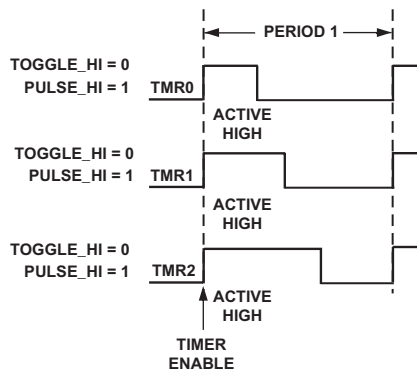 PERIOD 1
TOGGLE_HI = 0
PULSE_HI = 1 TMR0
ACTIVE
HIGH
TOGGLE_HI = 0
PULSE_HI = 1 TMR1
ACTIVE
HIGH
TOGGLE_HI = 0
PULSE_HI = 1 TMR2
ACTIVE
HIGH
TIMER
ENABLE